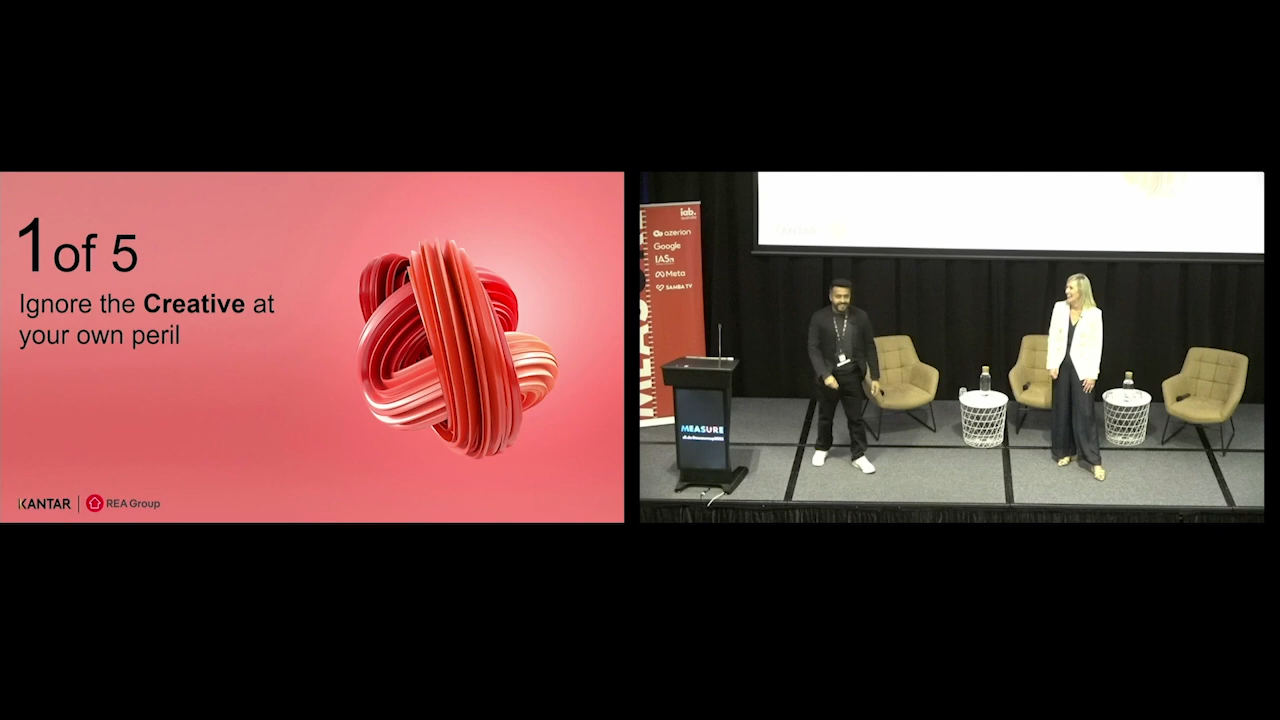 1 of 5
Ignore the Creative at
your own peril
KANTAR | REA Group
iab.
azerion
Google
IAS
Meta
SAMBA TV
MEASURE